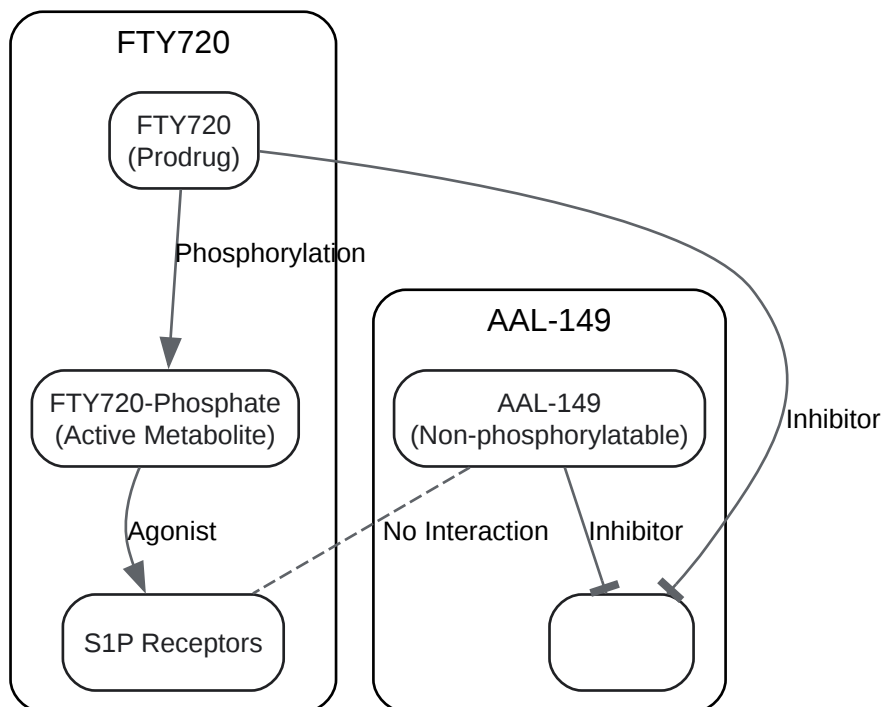 FTY720
FTY720
(Prodrug)
Phosphorylation
AAL-149
FTY720-Phosphate
(Active Metabolite)
AAL-149
(Non-phosphorylatable)
Inhibitor
Agonist
No Interaction
Inhibitor
S1P Receptors